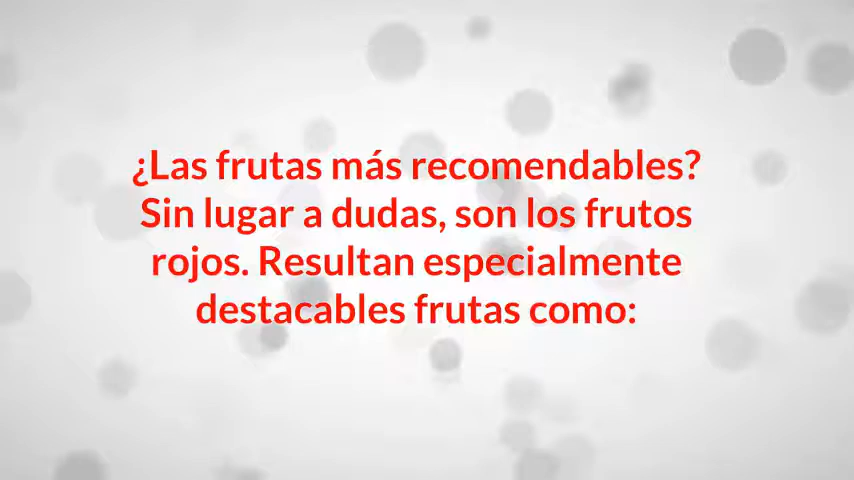 ¿Las frutas más recomendables?
Sin lugar a dudas, son los frutos
rojos. Resultan especialmente
destacables frutas como: